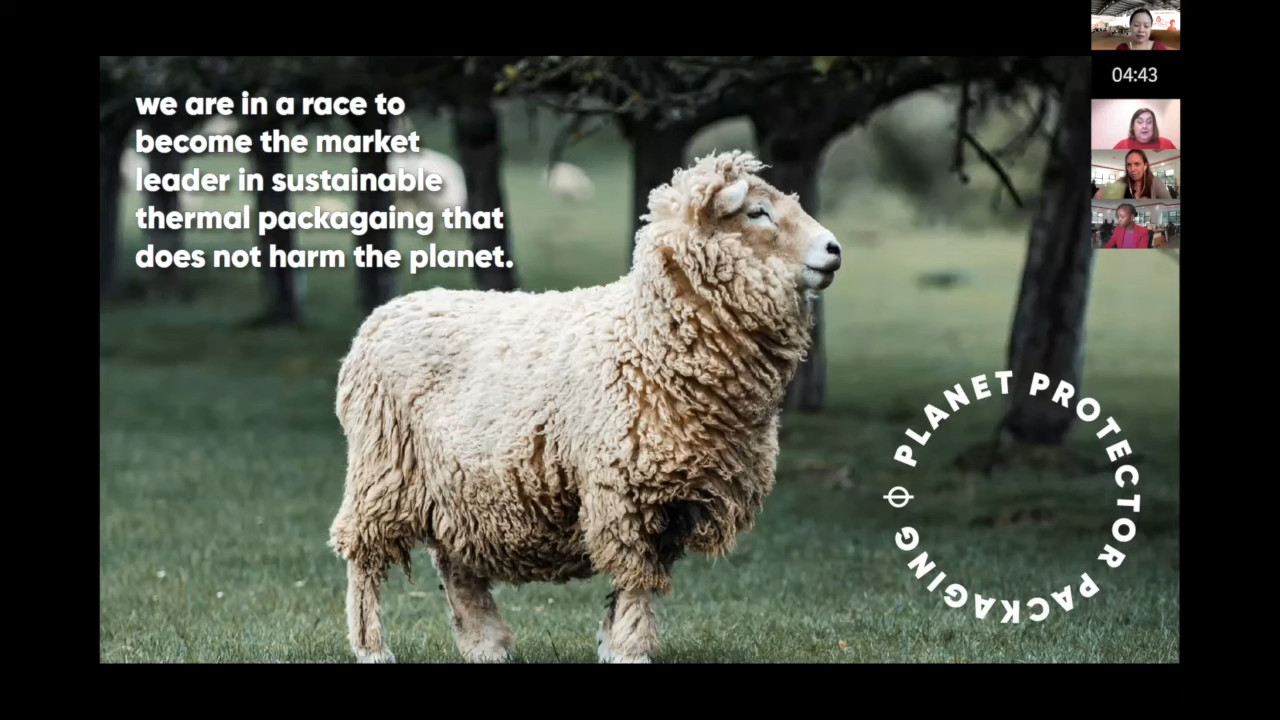 we are in a race to
become the market
leader in sustainable
thermal packagaing that
does not harm the planet.
04:43
PLANET PROTECTOR PACKAGING